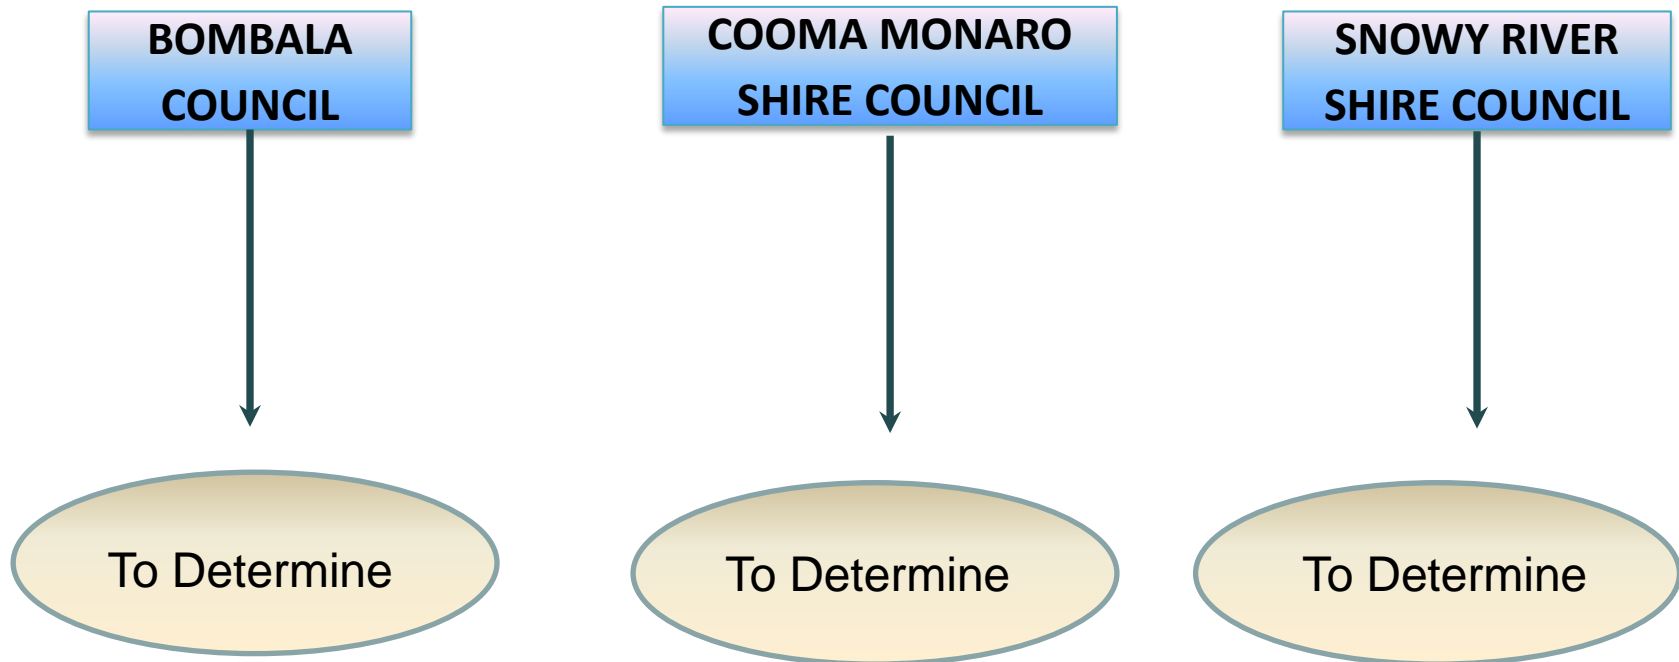 BOMBALA
COUNCIL
COOMA MONARO
SHIRE COUNCIL
SNOWY RIVER
SHIRE COUNCIL
To Determine
To Determine
To Determine